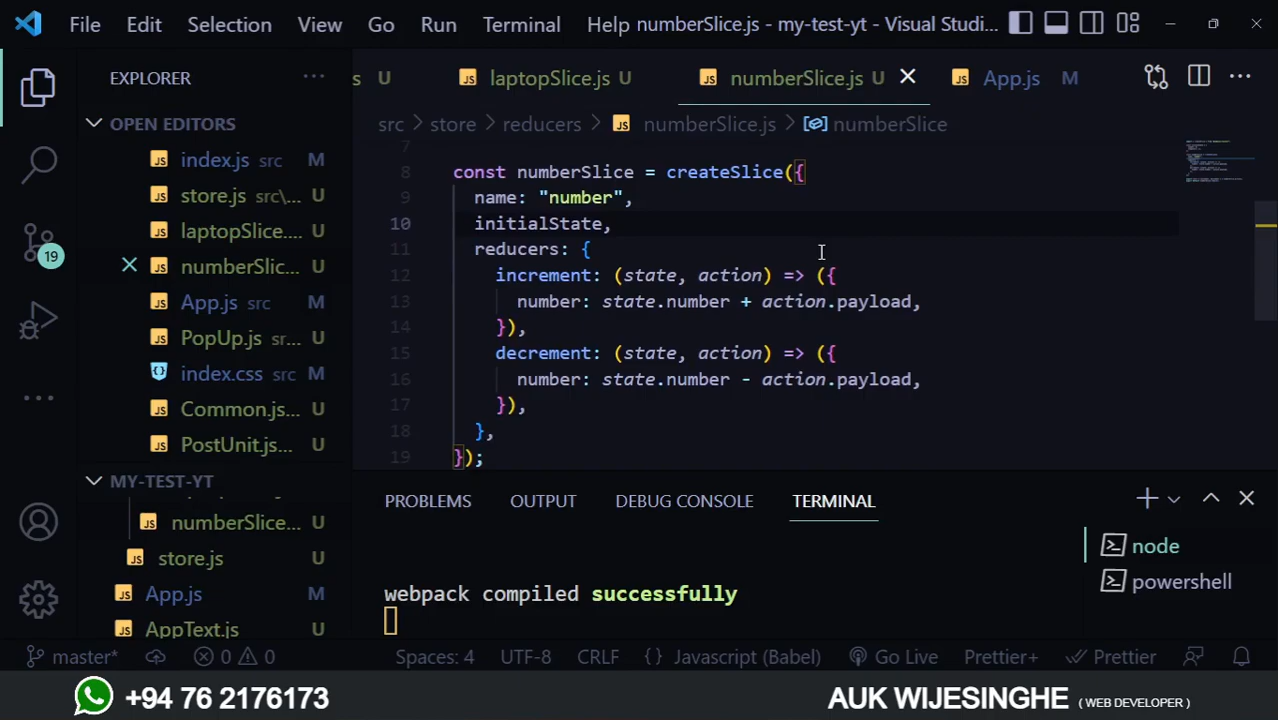 File Edit Selection View Go Run Terminal Help numberSlice.js - my-test-yt - Visual Studi...
EXPLORER ...
s U
laptopSlice.js U
numberSlice.js U
App.js M
OPEN EDITORS
index.js src M
store.js src\... U
laptopSlice.... U
numberSlic... U
App.js src M
PopUp.js sr... U
index.css src M
Common.js... U
PostUnit.js... U
MY-TEST-YT
numberSlice... U
store.js U
App.js M
AppText.js U
19
src > store > reducers > numberSlice.js > numberSlice
7
8 const numberSlice = createSlice({
9 name: "number",
10 initialState,
11 reducers: {
12 increment: (state, action) => ({
13 number: state.number + action.payload,
14 }),
15 decrement: (state, action) => ({
16 number: state.number - action.payload,
17 }),
18 },
19 });
PROBLEMS OUTPUT DEBUG CONSOLE TERMINAL
webpack compiled successfully
node
powershell
master* 0 0 Spaces: 4 UTF-8 CRLF {} Javascript (Babel) Go Live Prettier+ Prettier
+94 76 2176173
AUK WIJESINGHE ( WEB DEVELOPER )